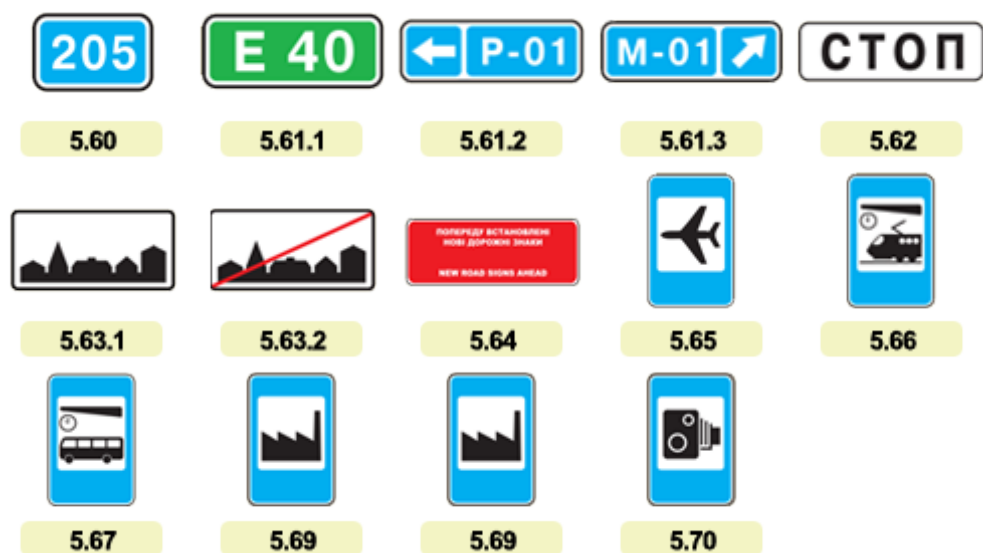 205
E 40
P-01
M-01
СТОП
5.60
5.61.1
5.61.2
5.61.3
5.62
ПОПЕРЕДУ ВСТАНОВЛЕНІ
НОВІ ДОРОЖНІ ЗНАКИ
NEW ROAD SIGNS AHEAD
5.63.1
5.63.2
5.64
5.65
5.66
5.67
5.69
5.69
5.70